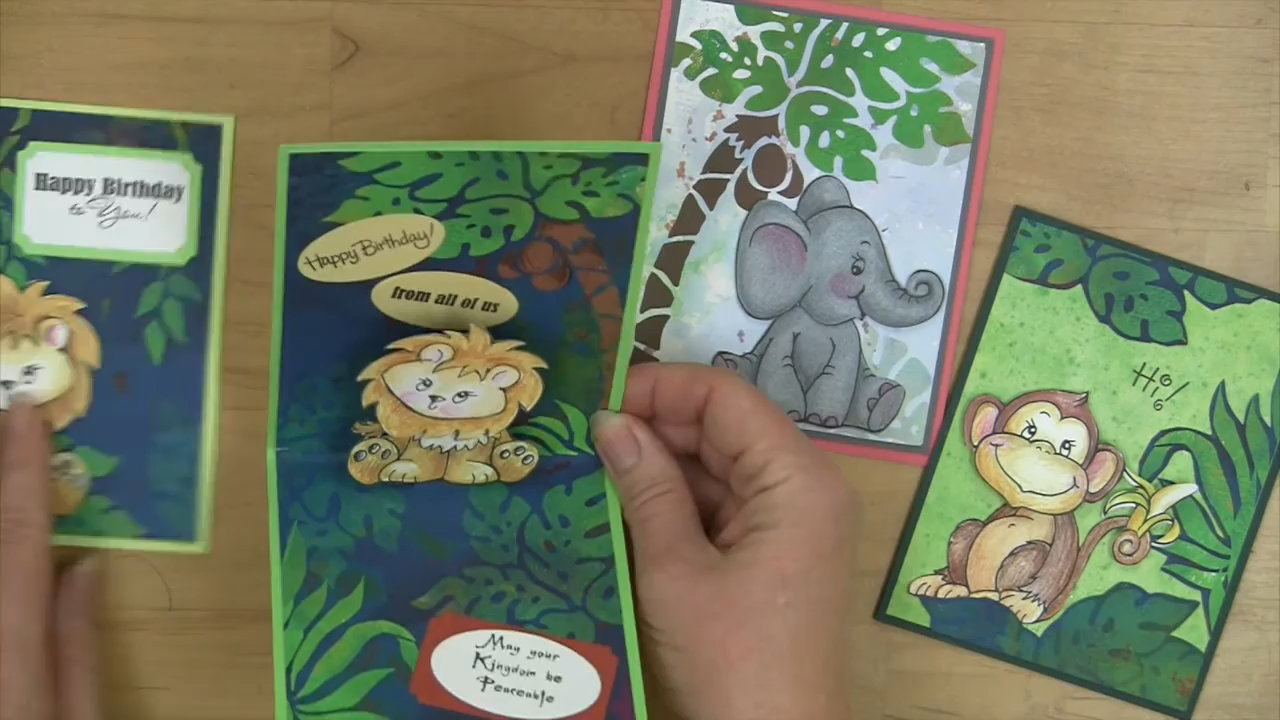 Happy Birthday
to You!
Happy Birthday!
from all of us
May your
Kingdom be
Peaceable
Hi!